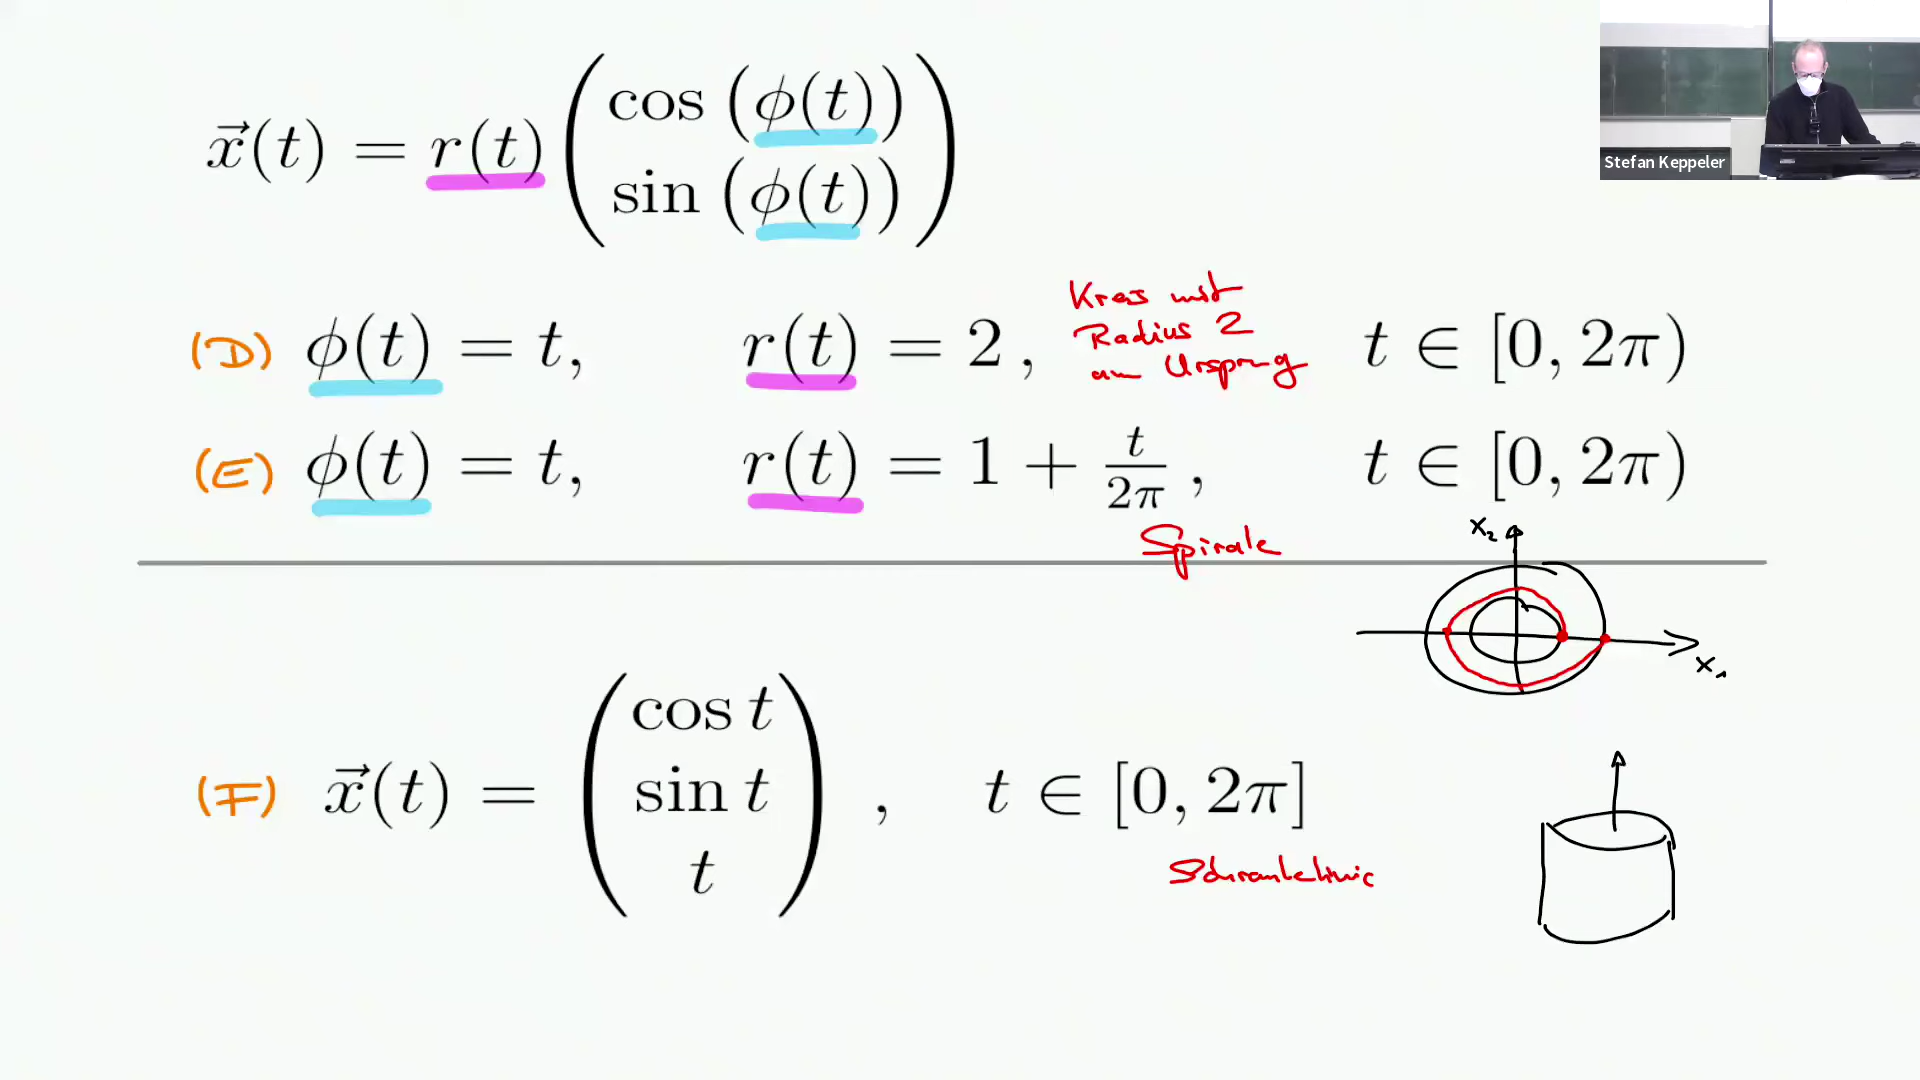 Stefan Keppeler
x⃗(t) = r(t) ( cos (ϕ(t))
sin (ϕ(t)) )
Kreis mit
Radius 2
am Ursprung
(D) ϕ(t) = t, r(t) = 2 , t ∈ [0, 2π)
(E) ϕ(t) = t, r(t) = 1 + t/2π , t ∈ [0, 2π)
Spirale
x₂
x₁
(F) x⃗(t) = ( cos t
sin t
t ) , t ∈ [0, 2π]
Schraubenlinie